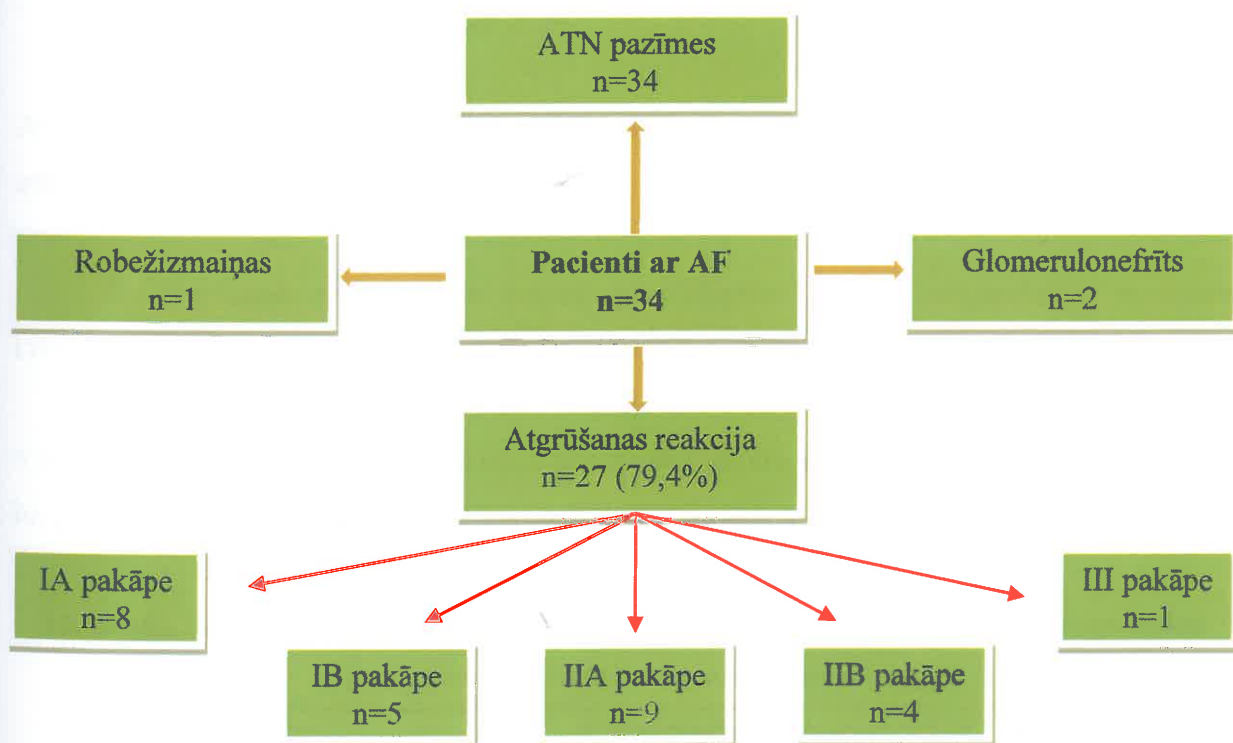 ATN pazīmes
n=34
Robežizmaiņas
n=1
Pacienti ar AF
n=34
Glomerulonefrīts
n=2
Atgrūšanas reakcija
n=27 (79,4%)
IA pakāpe
n=8
IB pakāpe
n=5
IIA pakāpe
n=9
IIB pakāpe
n=4
III pakāpe
n=1